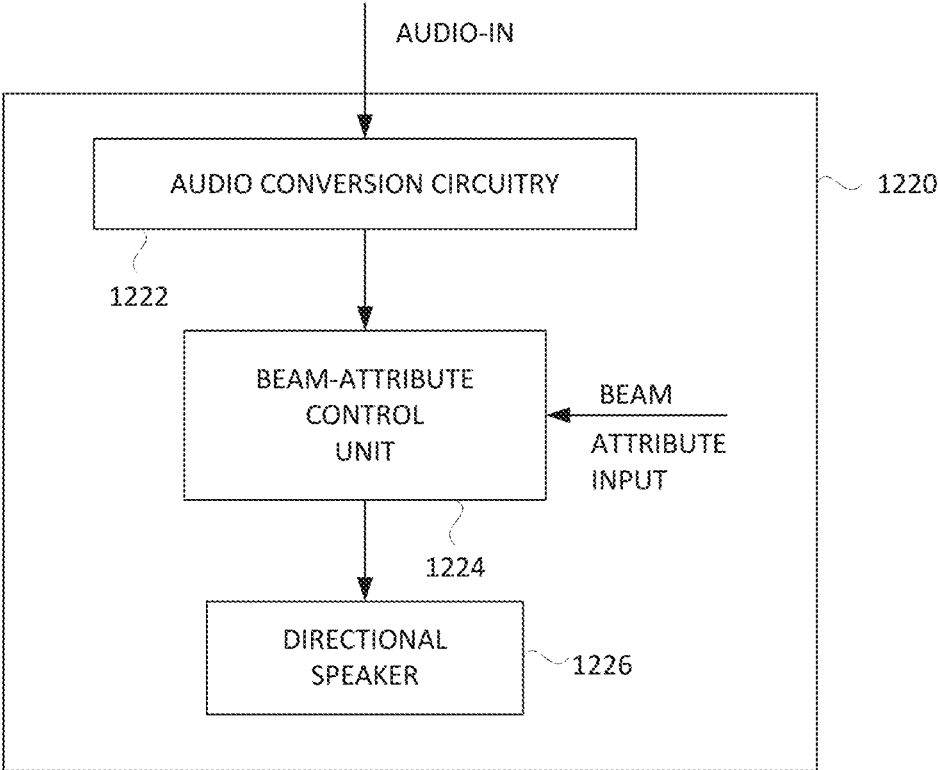 AUDIO-IN
AUDIO CONVERSION CIRCUITRY
1220
1222
BEAM-ATTRIBUTE
CONTROL
UNIT
BEAM
ATTRIBUTE
INPUT
1224
DIRECTIONAL
SPEAKER
1226